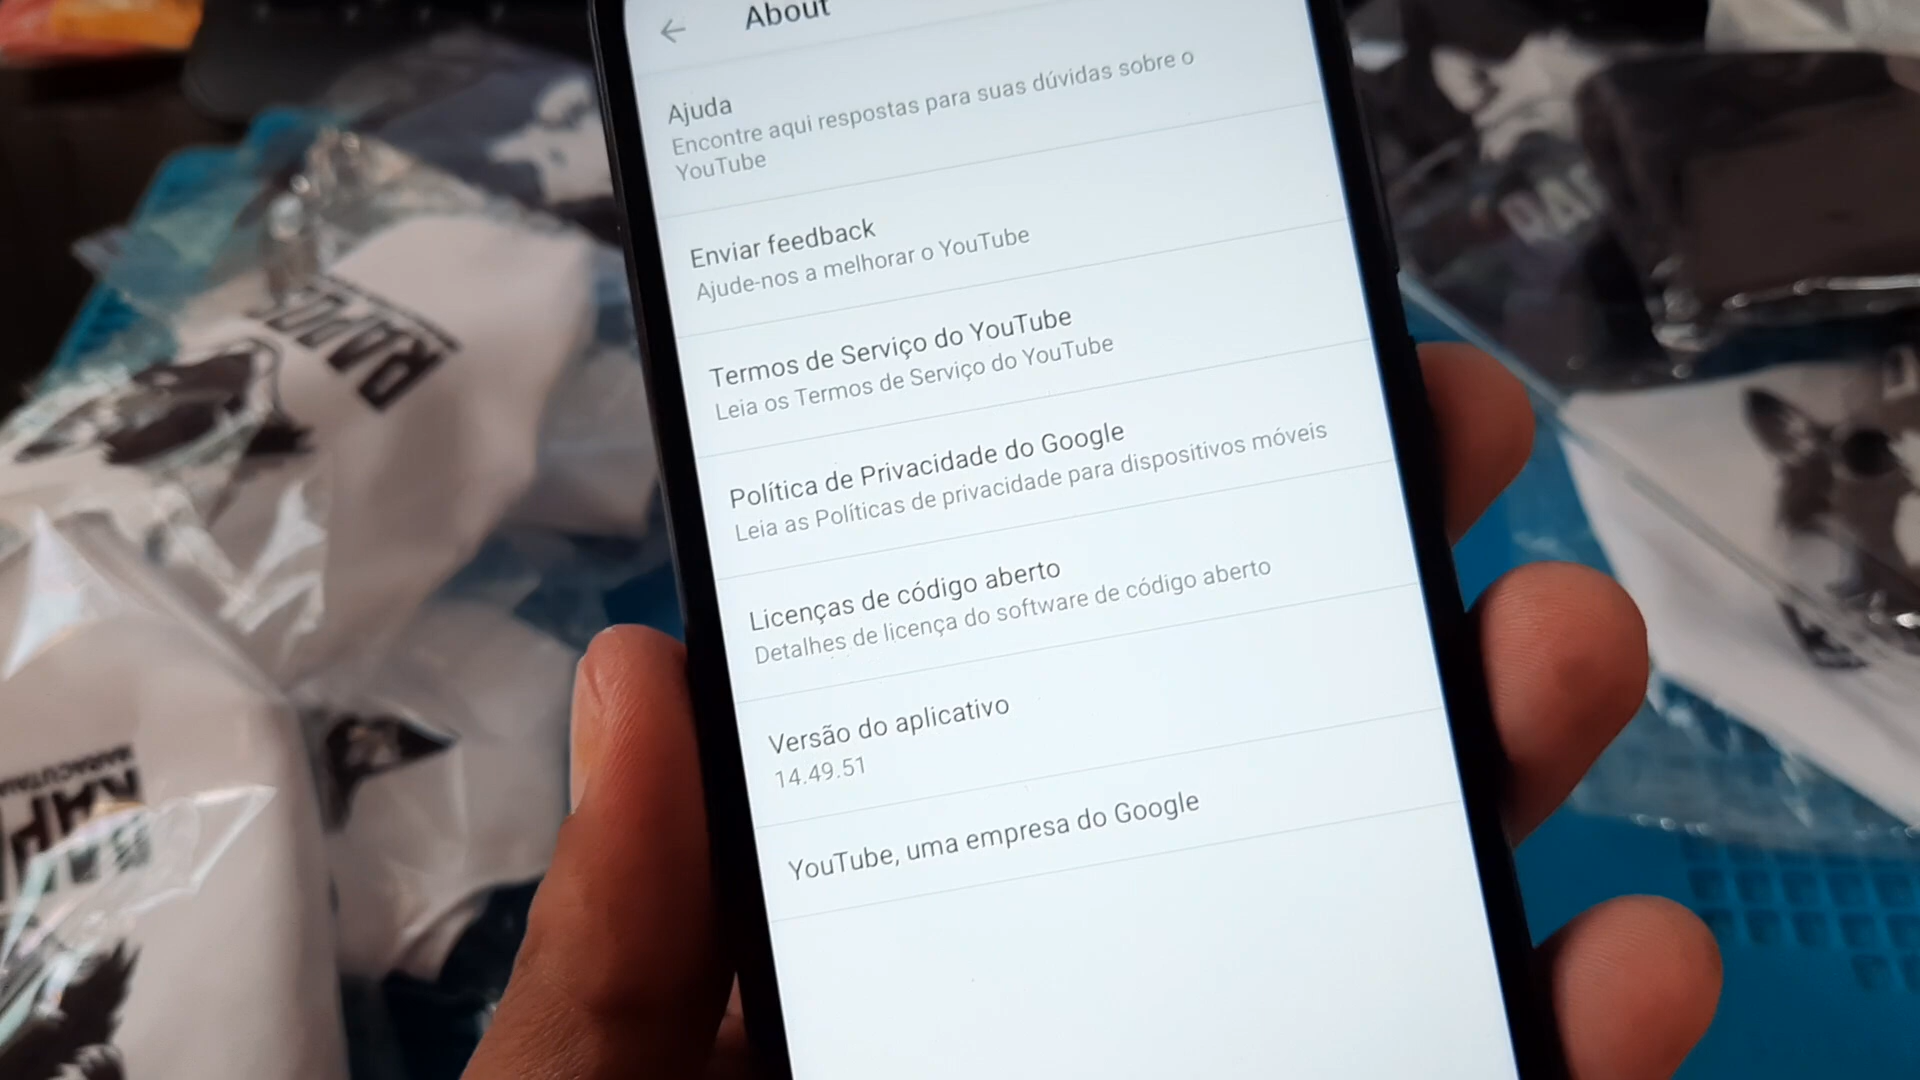 About
Ajuda
Encontre aqui respostas para suas dúvidas sobre o
YouTube
Enviar feedback
Ajude-nos a melhorar o YouTube
Termos de Serviço do YouTube
Leia os Termos de Serviço do YouTube
Política de Privacidade do Google
Leia as Políticas de privacidade para dispositivos móveis
Licenças de código aberto
Detalhes de licença do software de código aberto
Versão do aplicativo
14.49.51
YouTube, uma empresa do Google